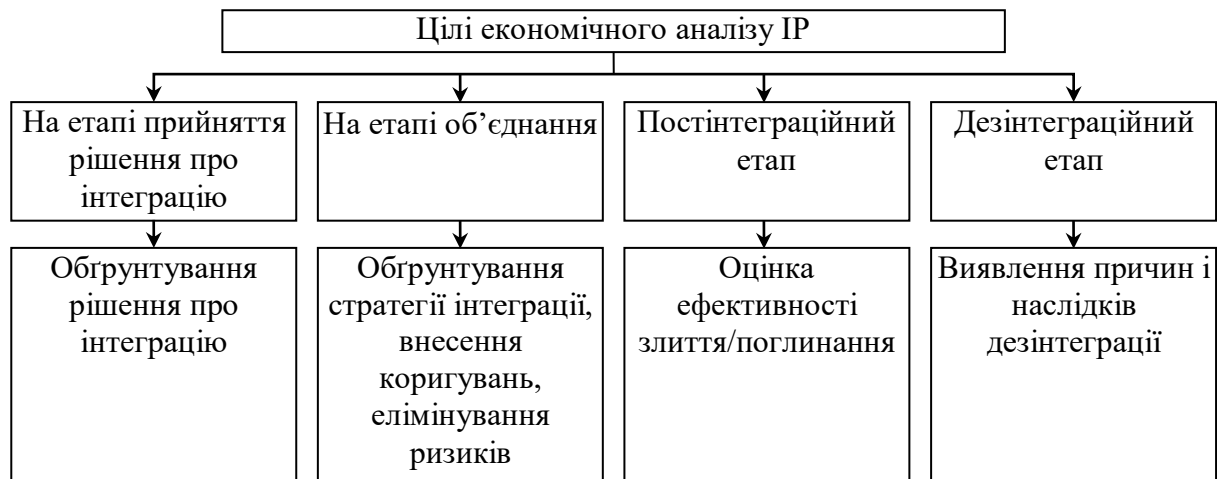 Цілі економічного аналізу ІР
На етапі прийняття
рішення про
інтеграцію
На етапі об’єднання
Постінтеграційний
етап
Дезінтеграційний
етап
Обґрунтування
рішення про
інтеграцію
Обґрунтування
стратегії інтеграції,
внесення
коригувань,
елімінування
ризиків
Оцінка
ефективності
злиття/поглинання
Виявлення причин і
наслідків
дезінтеграції